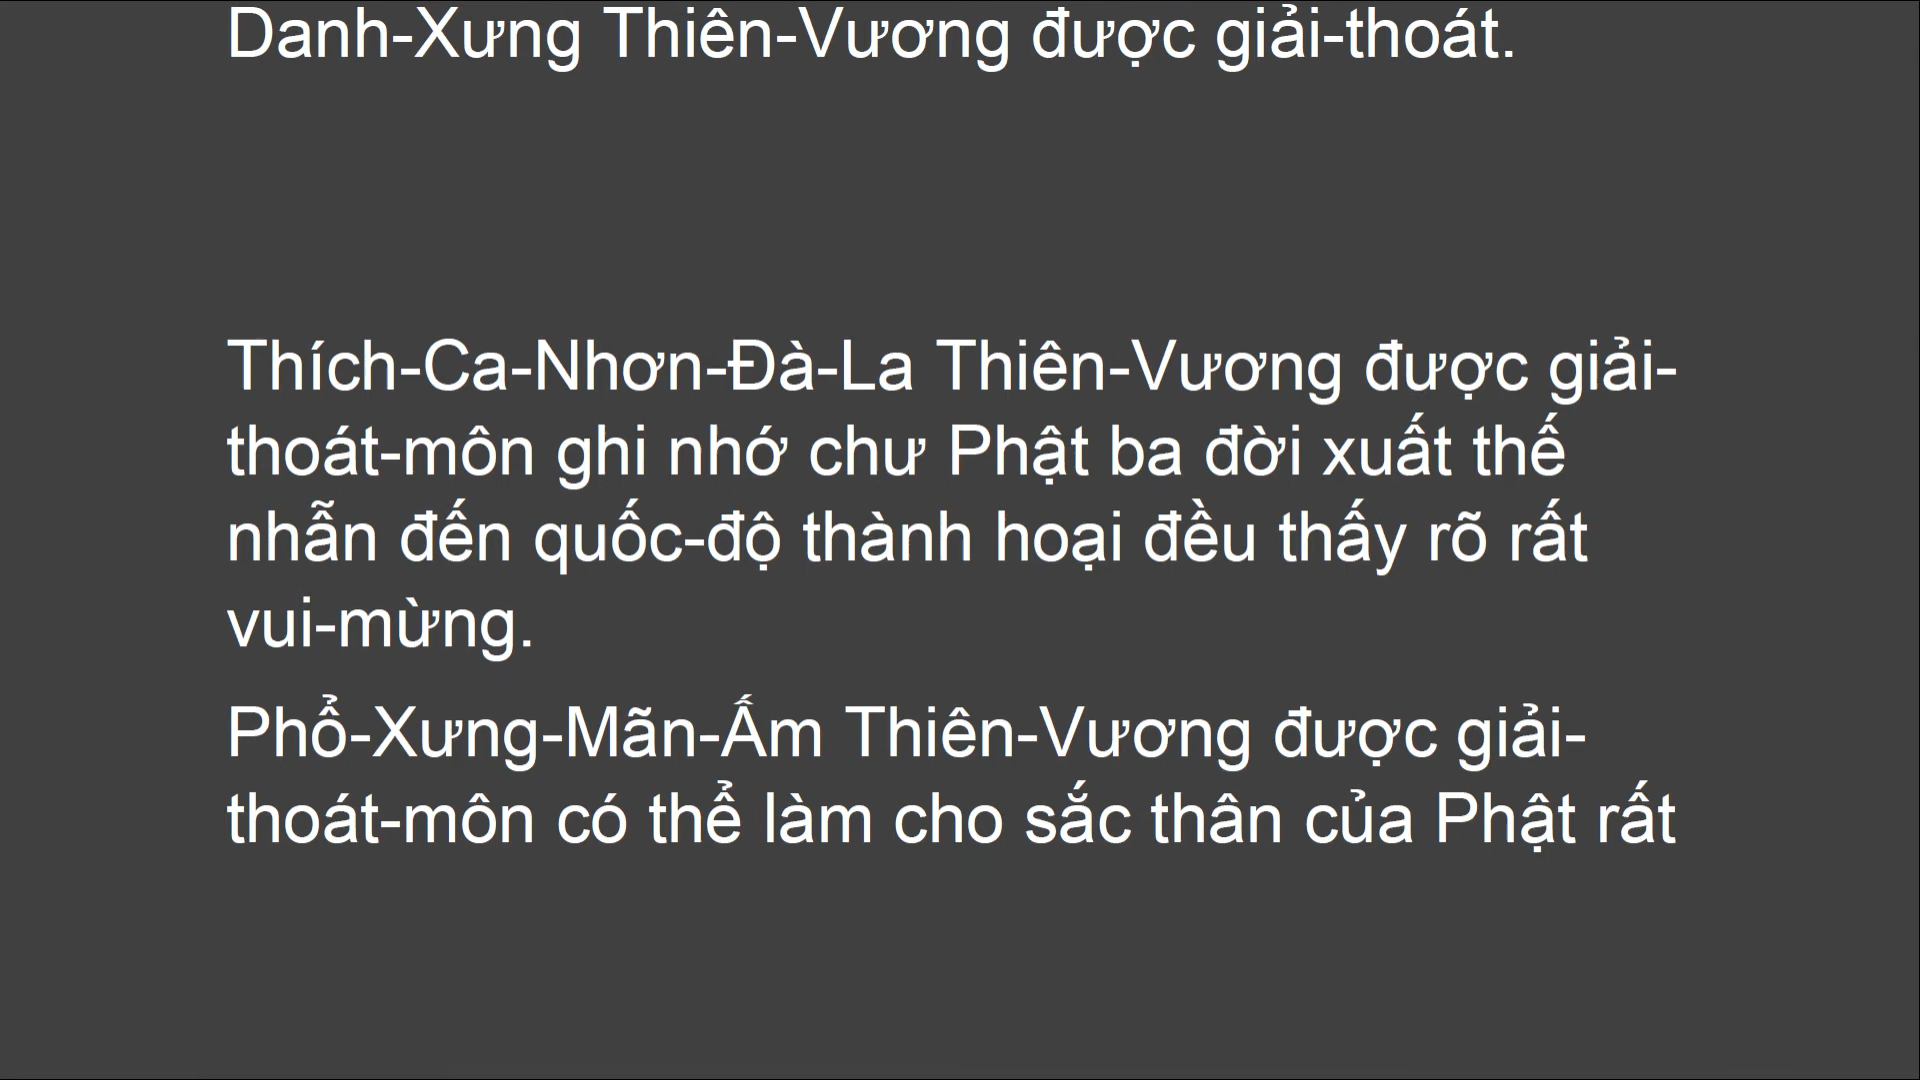 Danh-Xưng Thiên-Vương được giải-thoát.
Thích-Ca-Nhơn-Đà-La Thiên-Vương được giải-
thoát-môn ghi nhớ chư Phật ba đời xuất thế
nhẫn đến quốc-độ thành hoại đều thấy rõ rất
vui-mừng.
Phổ-Xưng-Mãn-Ấm Thiên-Vương được giải-
thoát-môn có thể làm cho sắc thân của Phật rất